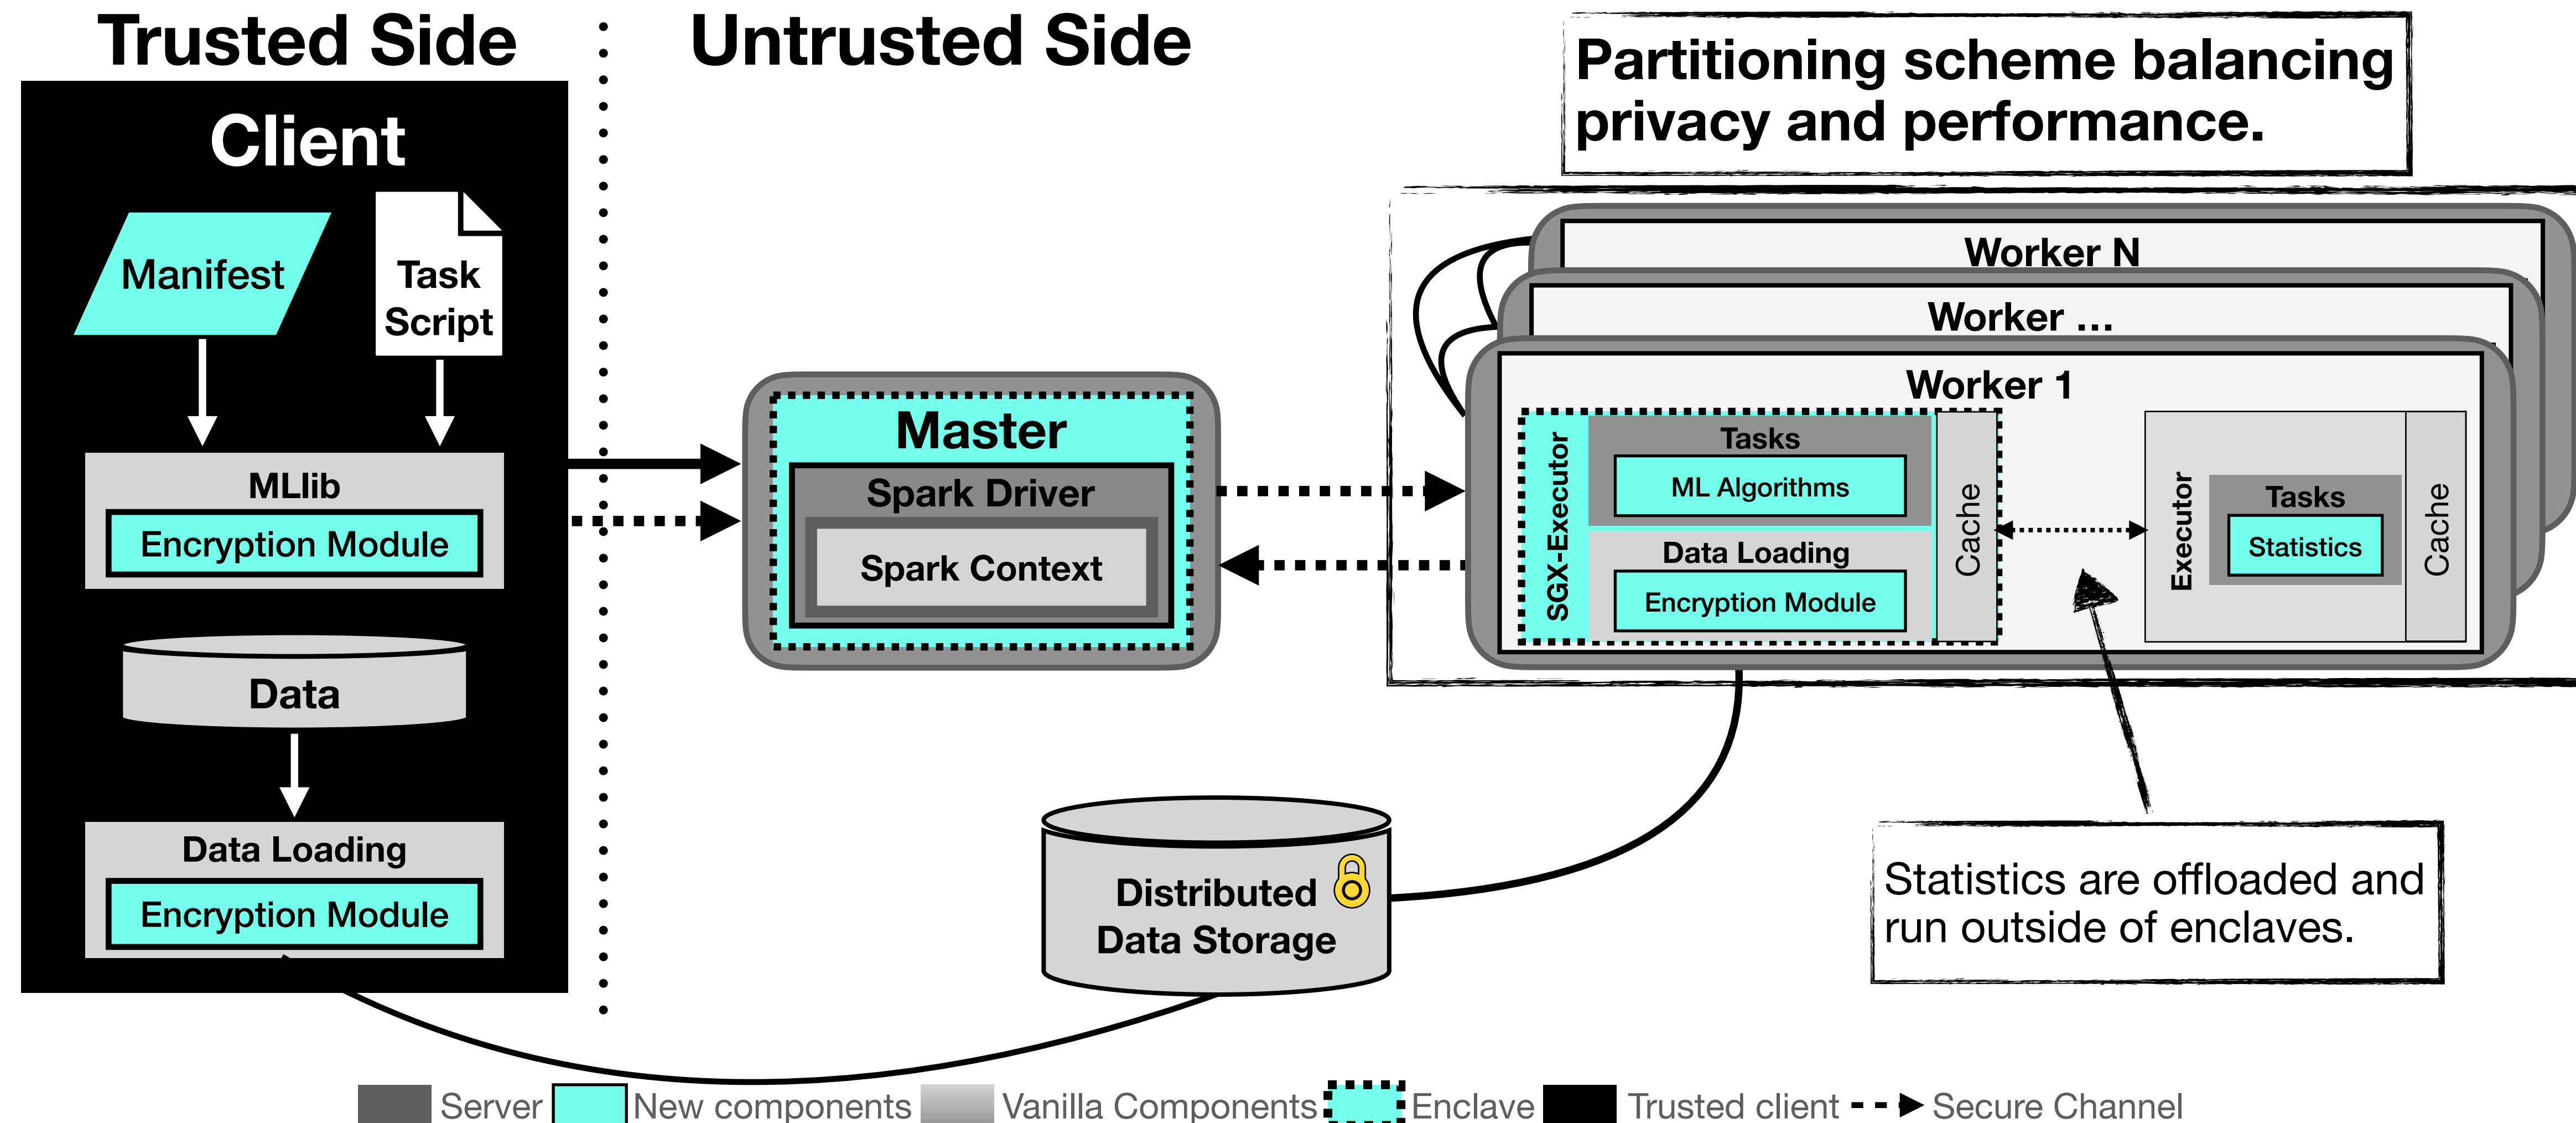 Trusted Side
Untrusted Side
Partitioning scheme balancing
privacy and performance.
Client
Manifest
Task
Script
MLlib
Encryption Module
Data
Data Loading
Encryption Module
Master
Spark Driver
Spark Context
Worker N
Worker ...
Worker 1
SGX-Executor
Tasks
ML Algorithms
Data Loading
Encryption Module
Cache
Executor
Tasks
Statistics
Cache
Distributed
Data Storage
Statistics are offloaded and
run outside of enclaves.
Server
New components
Vanilla Components
Enclave
Trusted client
Secure Channel